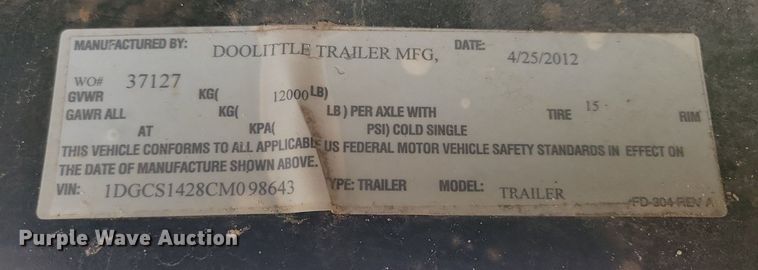 MANUFACTURED BY: DOOLITTLE TRAILER MFG, DATE: 4/25/2012
WO# 37127
GVWR KG( 12000 LB)
GAWR ALL KG( LB ) PER AXLE WITH TIRE 15 RIM
AT KPA( PSI) COLD SINGLE
THIS VEHICLE CONFORMS TO ALL APPLICABLE US FEDERAL MOTOR VEHICLE SAFETY STANDARDS IN EFFECT ON
THE DATE OF MANUFACTURE SHOWN ABOVE.
VIN: 1DGCS1428CM098643 TYPE: TRAILER MODEL: TRAILER
FD-304 REV A
Purple Wave Auction